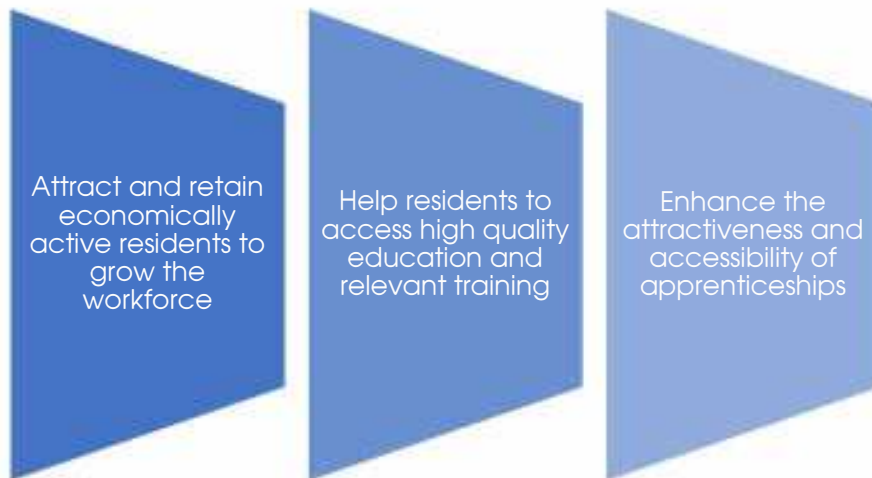 Attract and retain
economically
active residents to
grow the
workforce
Help residents to
access high quality
education and
relevant training
Enhance the
attractiveness and
accessibility of
apprenticeships